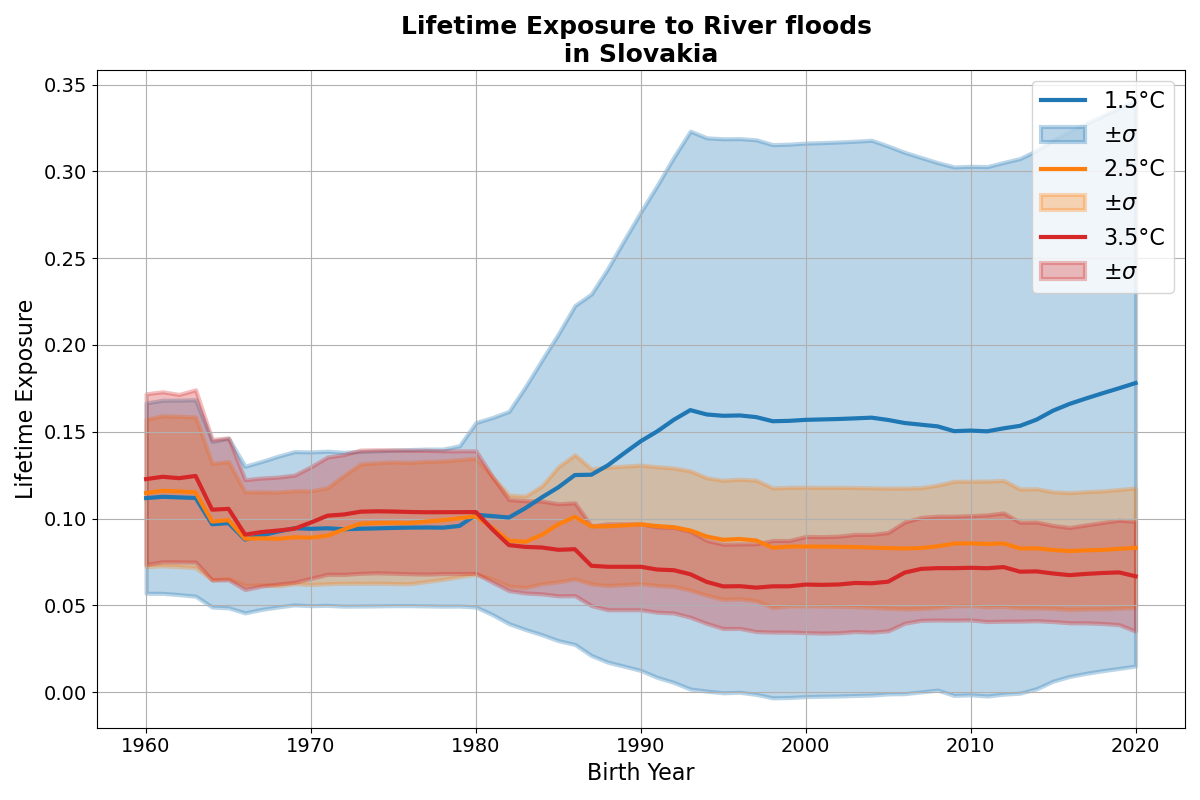 Lifetime Exposure to River floods
in Slovakia
0.35
0.30
0.25
0.20
0.15
0.10
0.05
0.00
Lifetime Exposure
1960
1970
1980
1990
2000
2010
2020
Birth Year
1.5°C
±σ
2.5°C
±σ
3.5°C
±σ